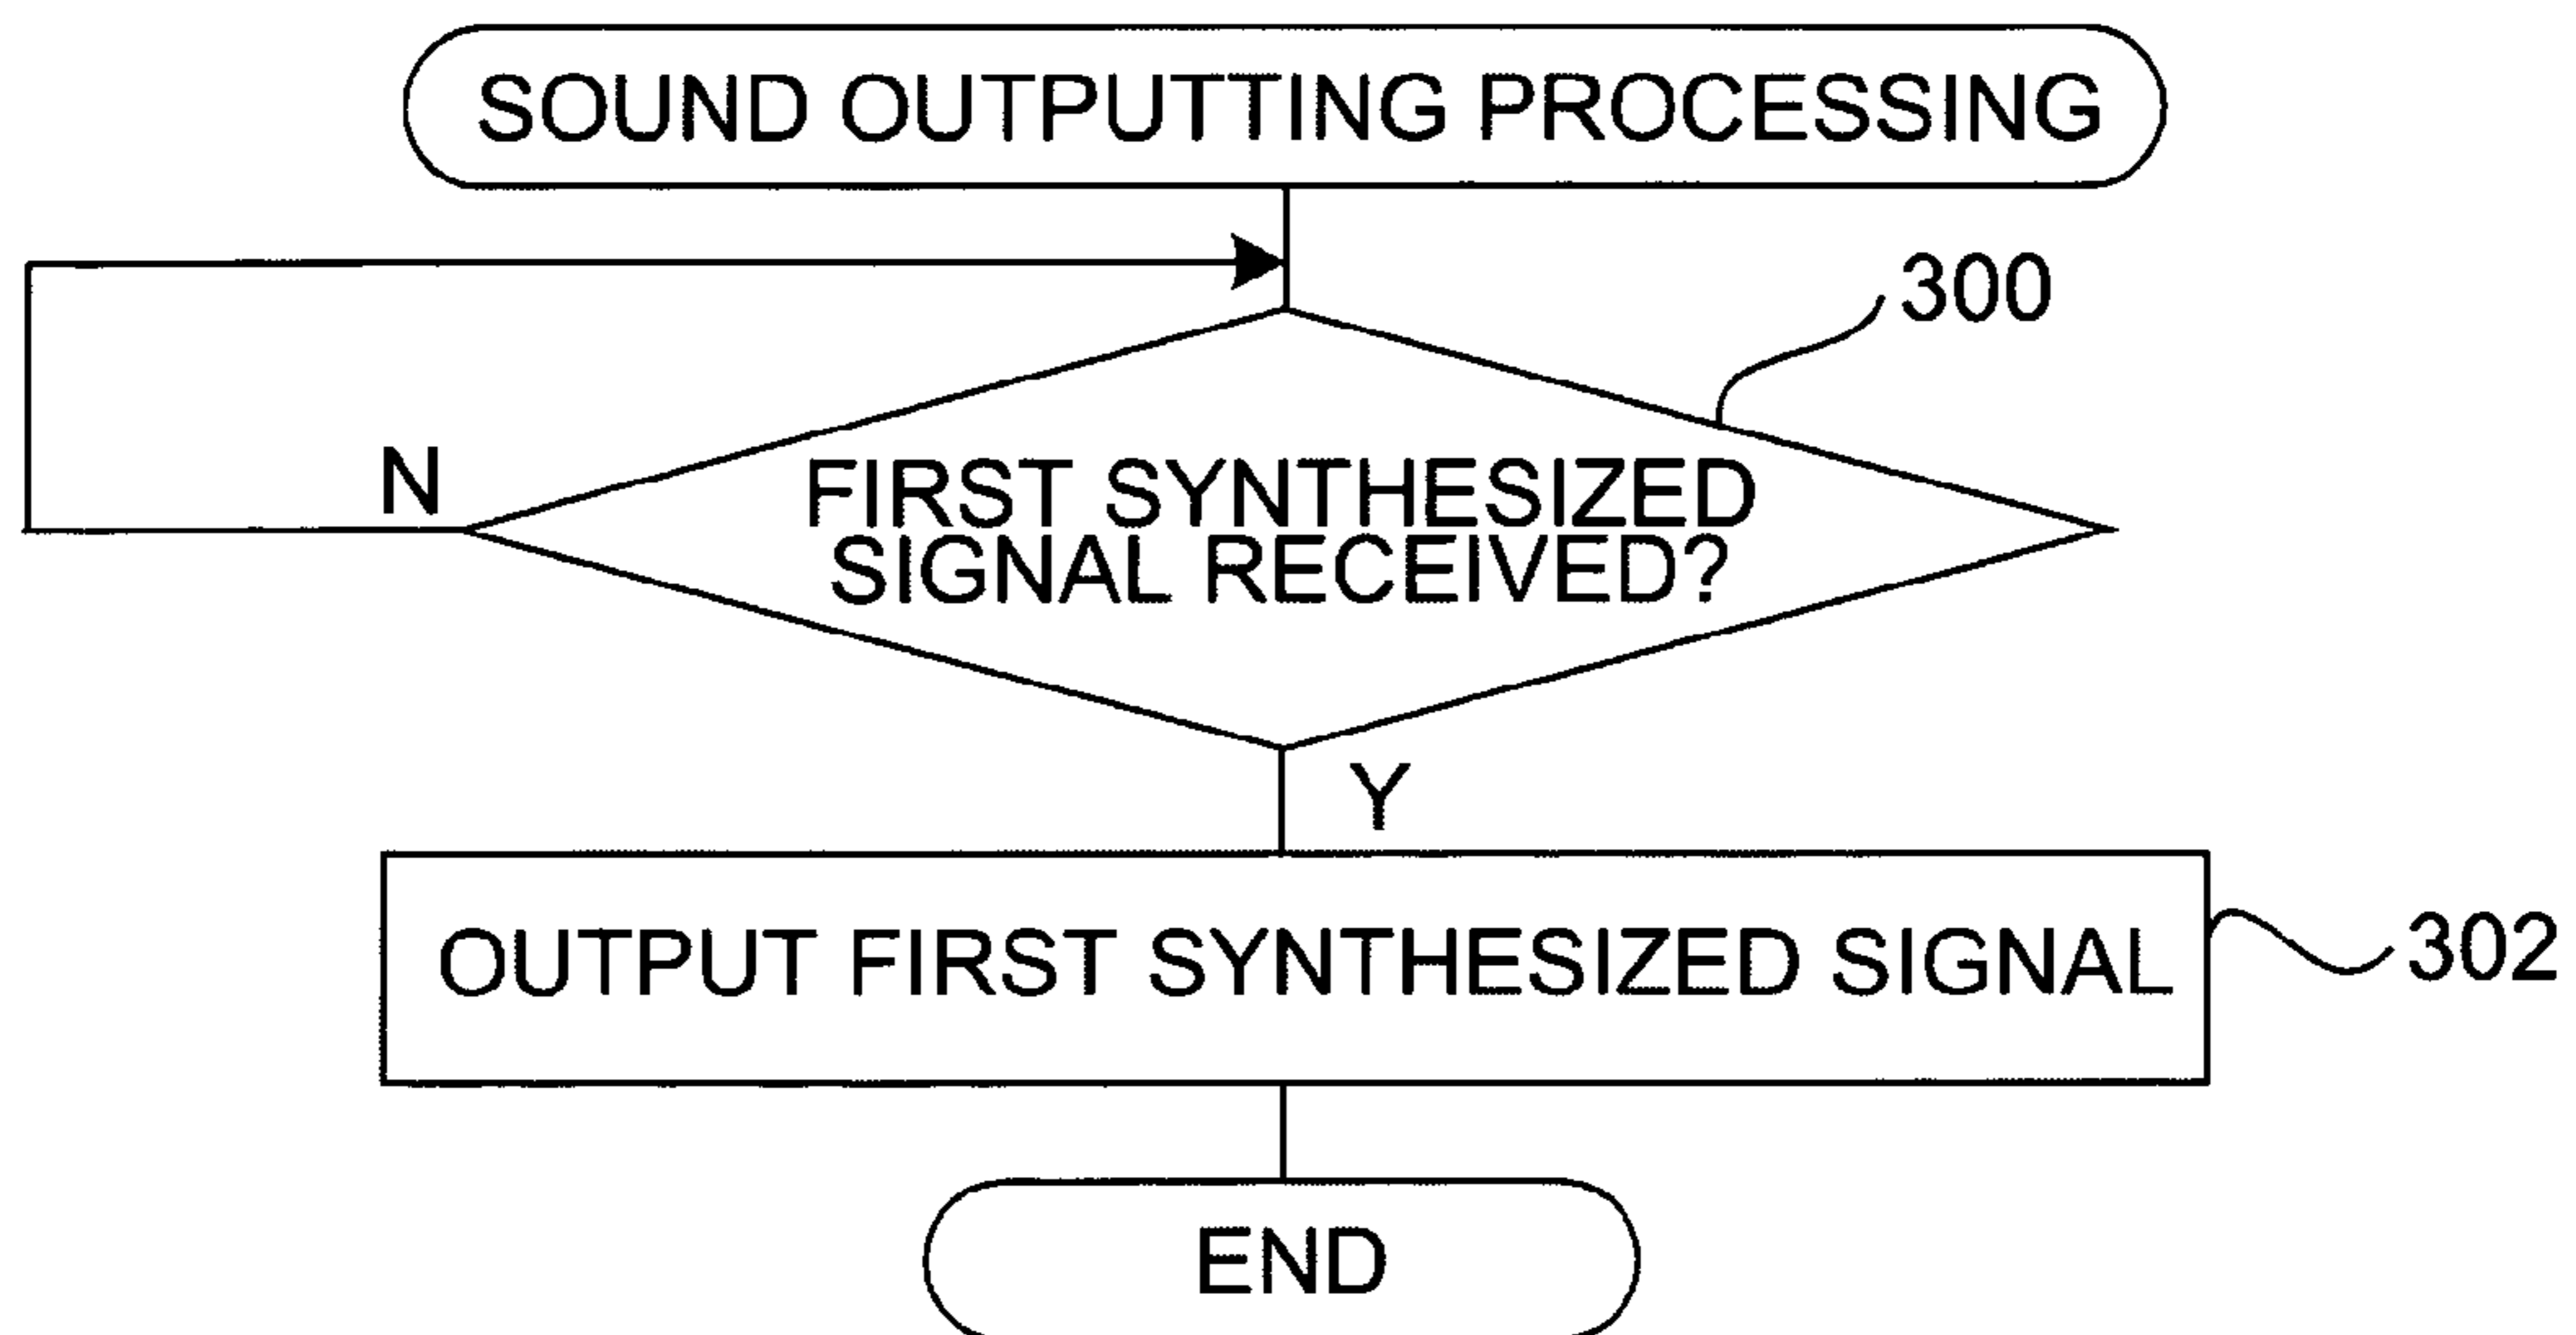 SOUND OUTPUTTING PROCESSING
300
N
FIRST SYNTHESIZED
SIGNAL RECEIVED?
Y
OUTPUT FIRST SYNTHESIZED SIGNAL
302
END